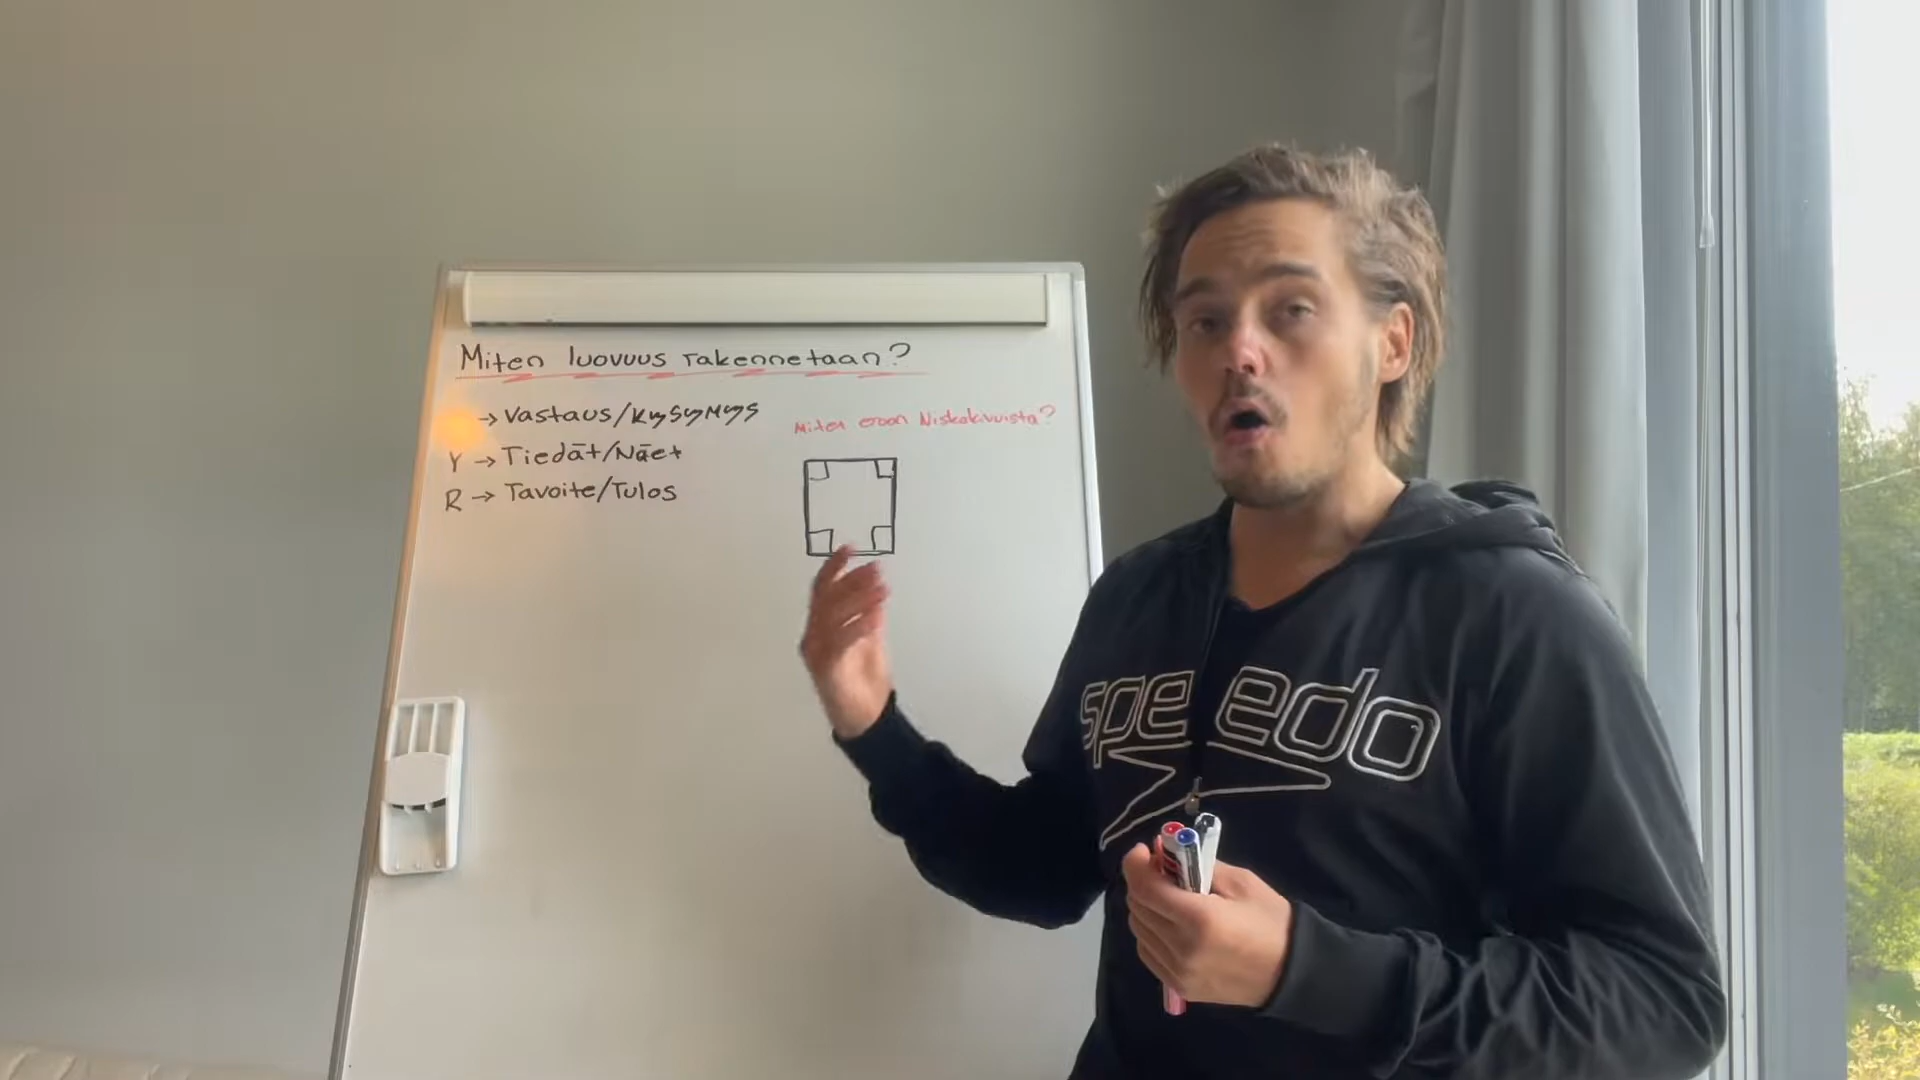 Miten luovuus rakennetaan?
→ Vastaus/Kysymys
Y → Tiedät/Näet
R → Tavoite/Tulos
Miten eroon Niskakivuista?
speedo